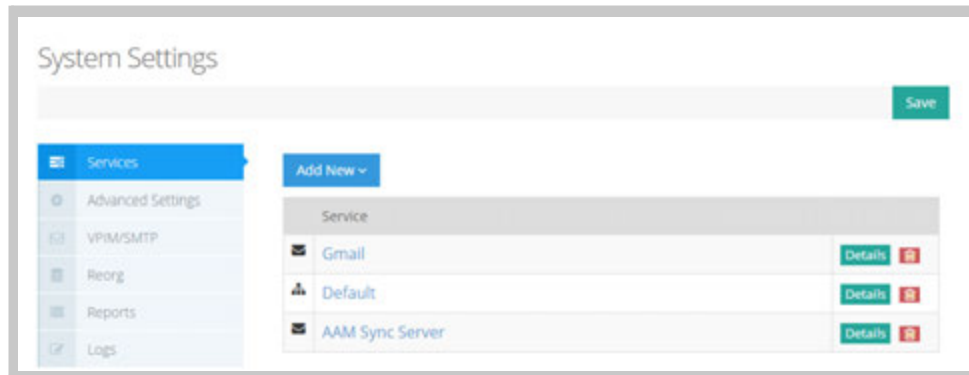 System Settings
Save
Services
Advanced Settings
VPIM/SMTP
Reorg
Reports
Logs
Add New
Service
Gmail Details
Default Details
AAM Sync Server Details